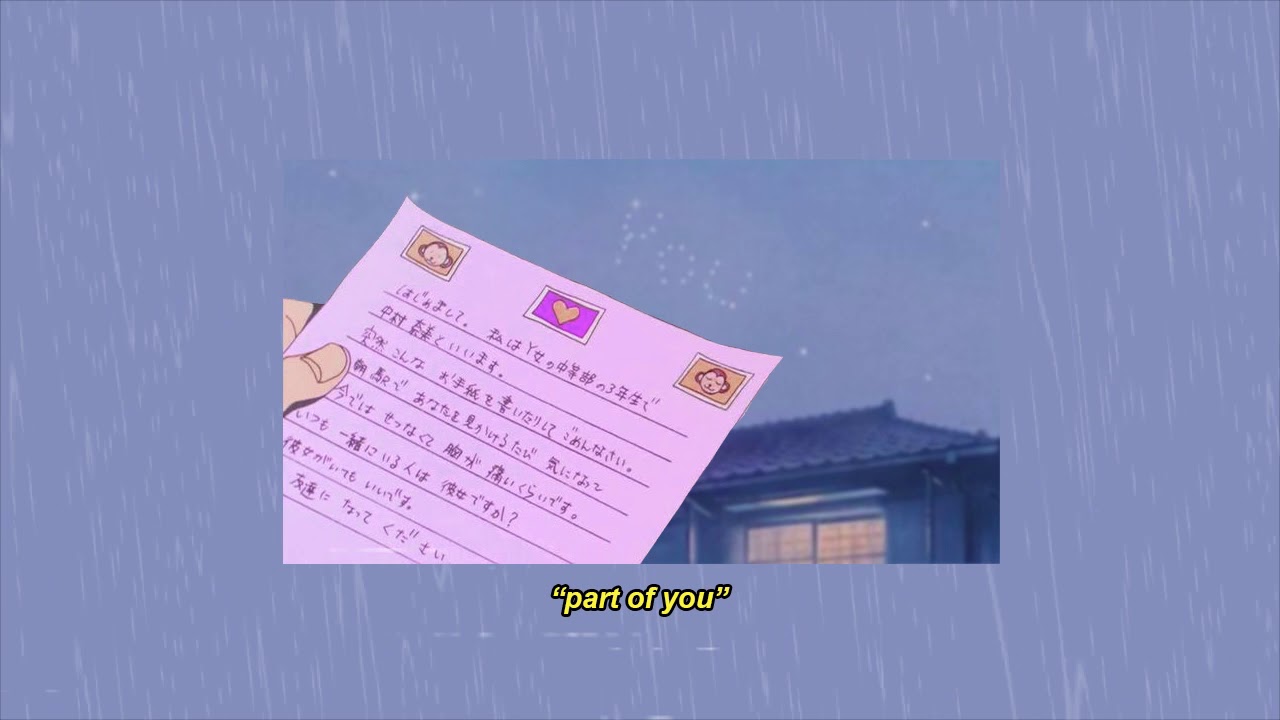 はじめまして。 私はY女の中等部の3年生で
中村奈美といいます。
突然こんな お手紙を書いたりして ごめんなさい。
朝 駅で あなたを見かけるたび 気になって
今では せつなくて 胸が 痛いくらいです。
いつも 一緒にいる人は 彼女ですか?
彼女がいても いいです。
友達に なって ください
“part of you”